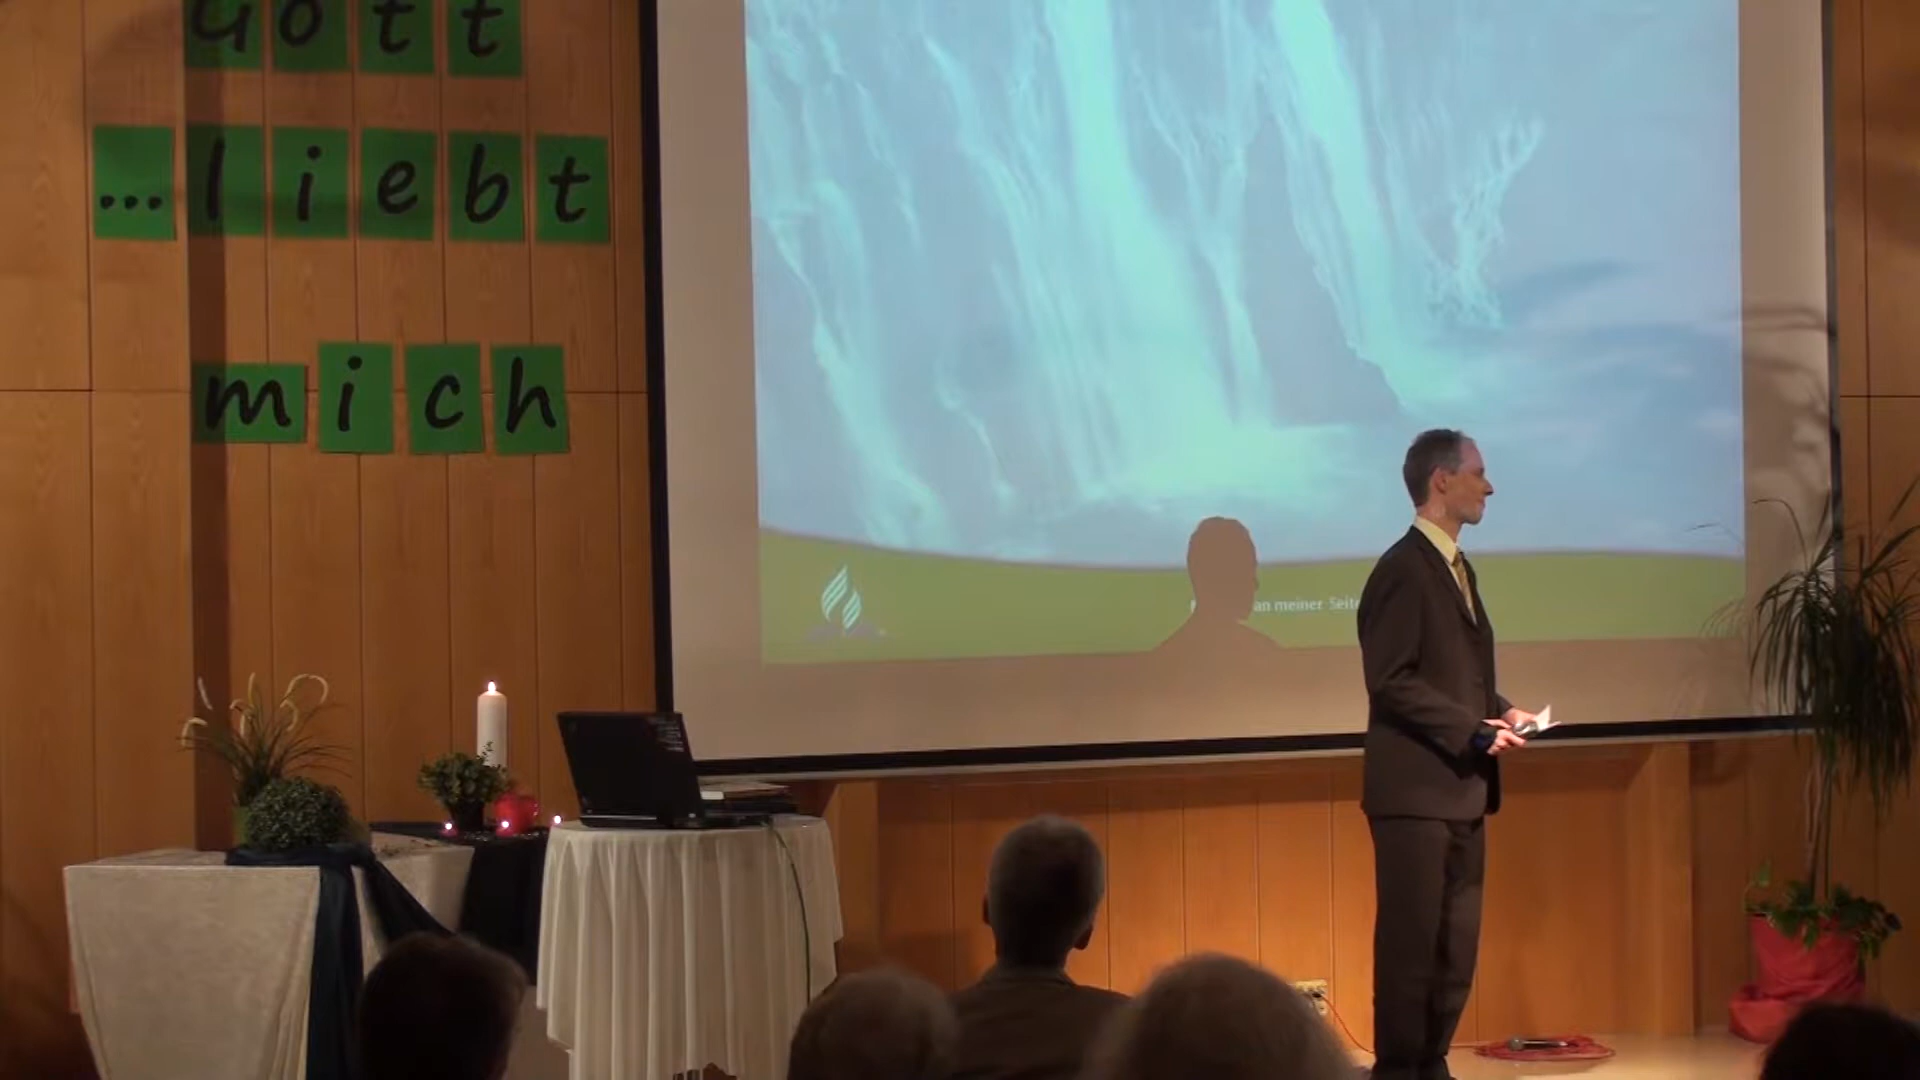 Gott
...liebt
mich
an meiner Seite